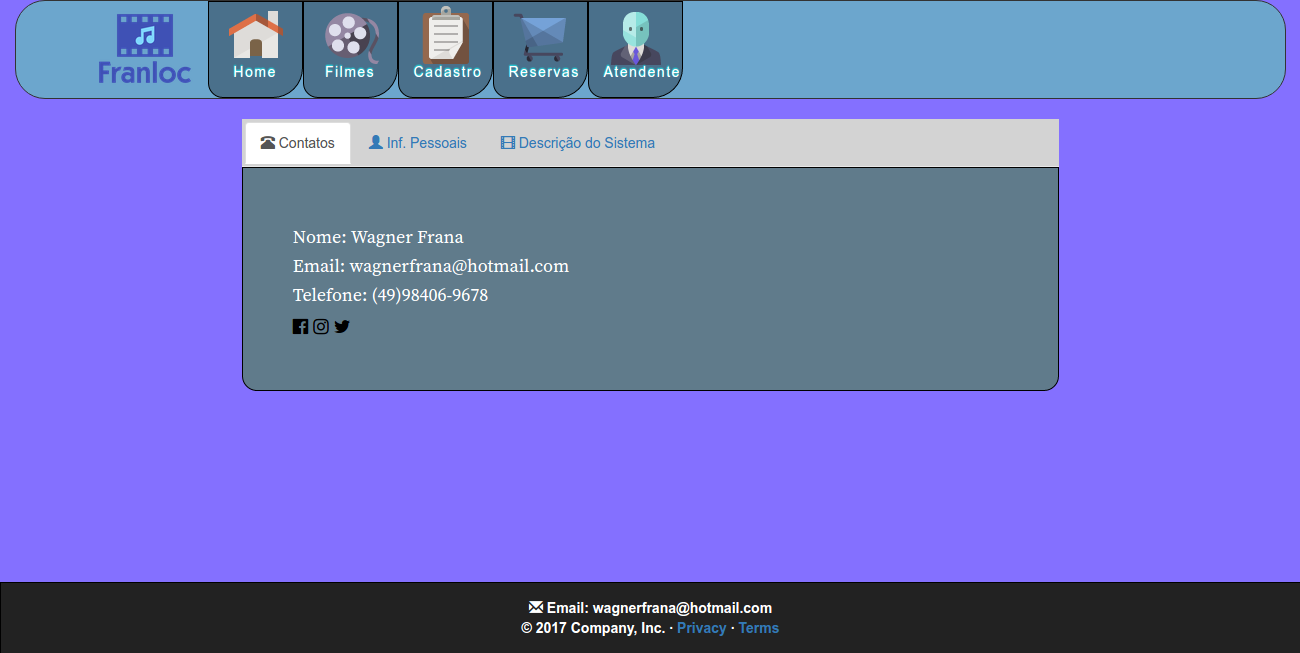 Franloc
Home Filmes Cadastro Reservas Atendente
Contatos Inf. Pessoais Descrição do Sistema
Nome: Wagner Frana
Email: wagnerfrana@hotmail.com
Telefone: (49)98406-9678
Email: wagnerfrana@hotmail.com
© 2017 Company, Inc. · Privacy · Terms